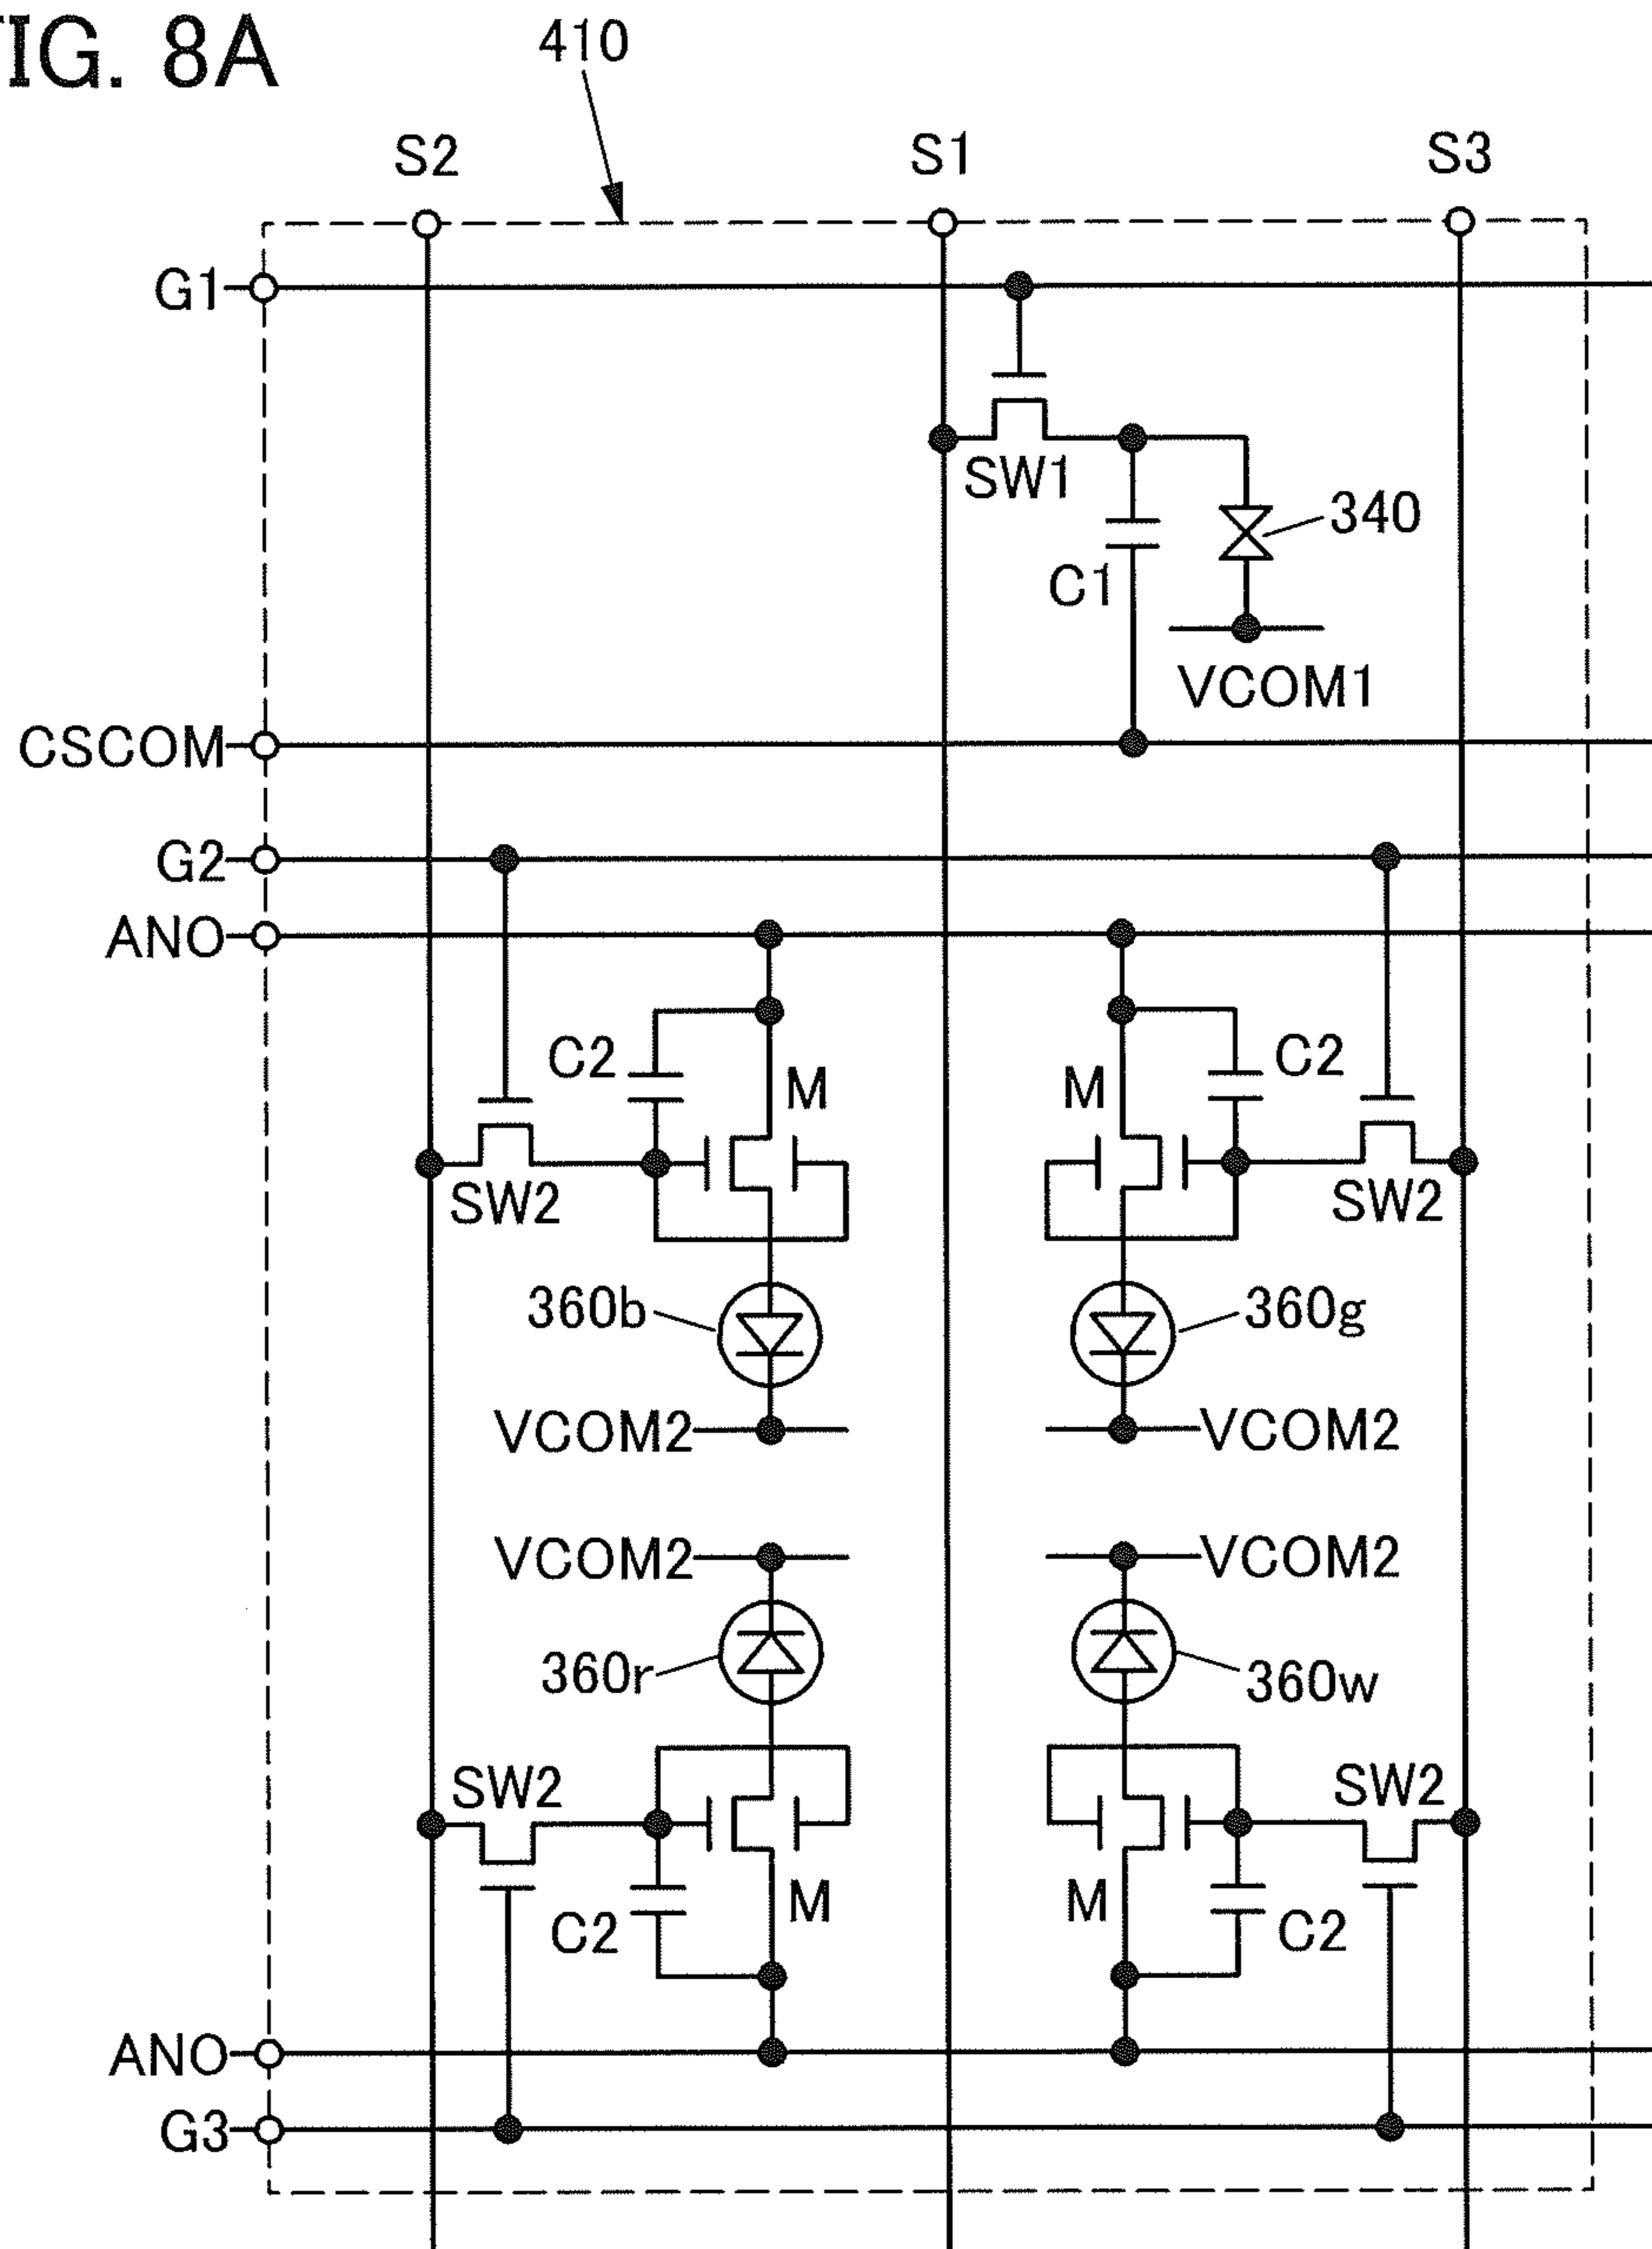 FIG. 8A
410
S2 S1 S3
G1
SW1
340
C1
VCOM1
CSCOM
G2
ANO
C2 M M C2
SW2 SW2
360b 360g
VCOM2 VCOM2
VCOM2 VCOM2
360r 360w
SW2 SW2
C2 M M C2
ANO
G3